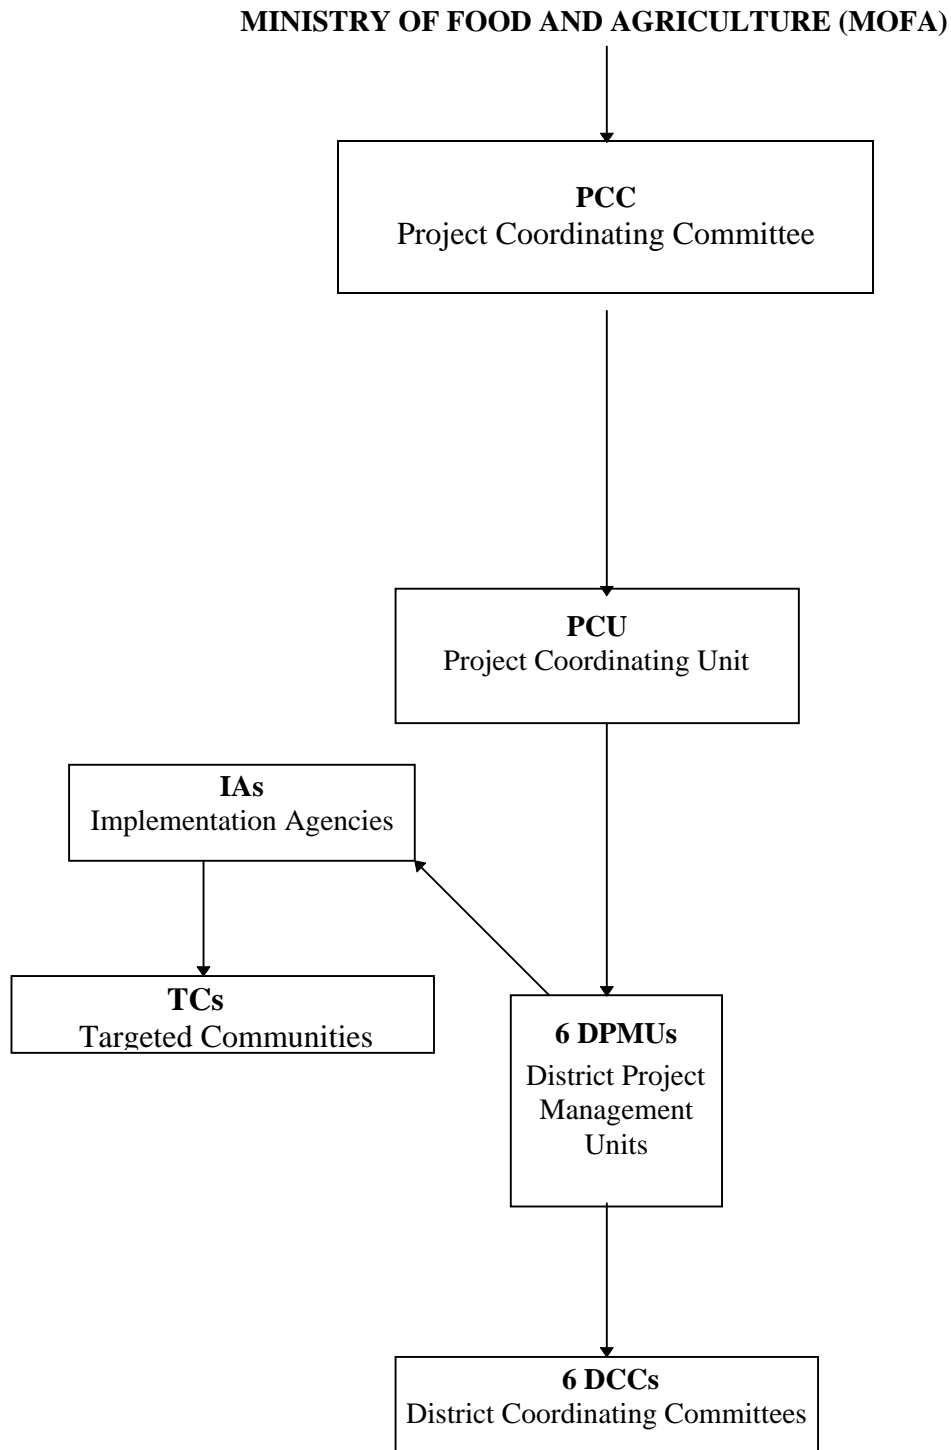 MINISTRY OF FOOD AND AGRICULTURE (MOFA)
PCC
Project Coordinating Committee
PCU
Project Coordinating Unit
IAs
Implementation Agencies
TCs
Targeted Communities
6 DPMUs
District Project
Management
Units
6 DCCs
District Coordinating Committees